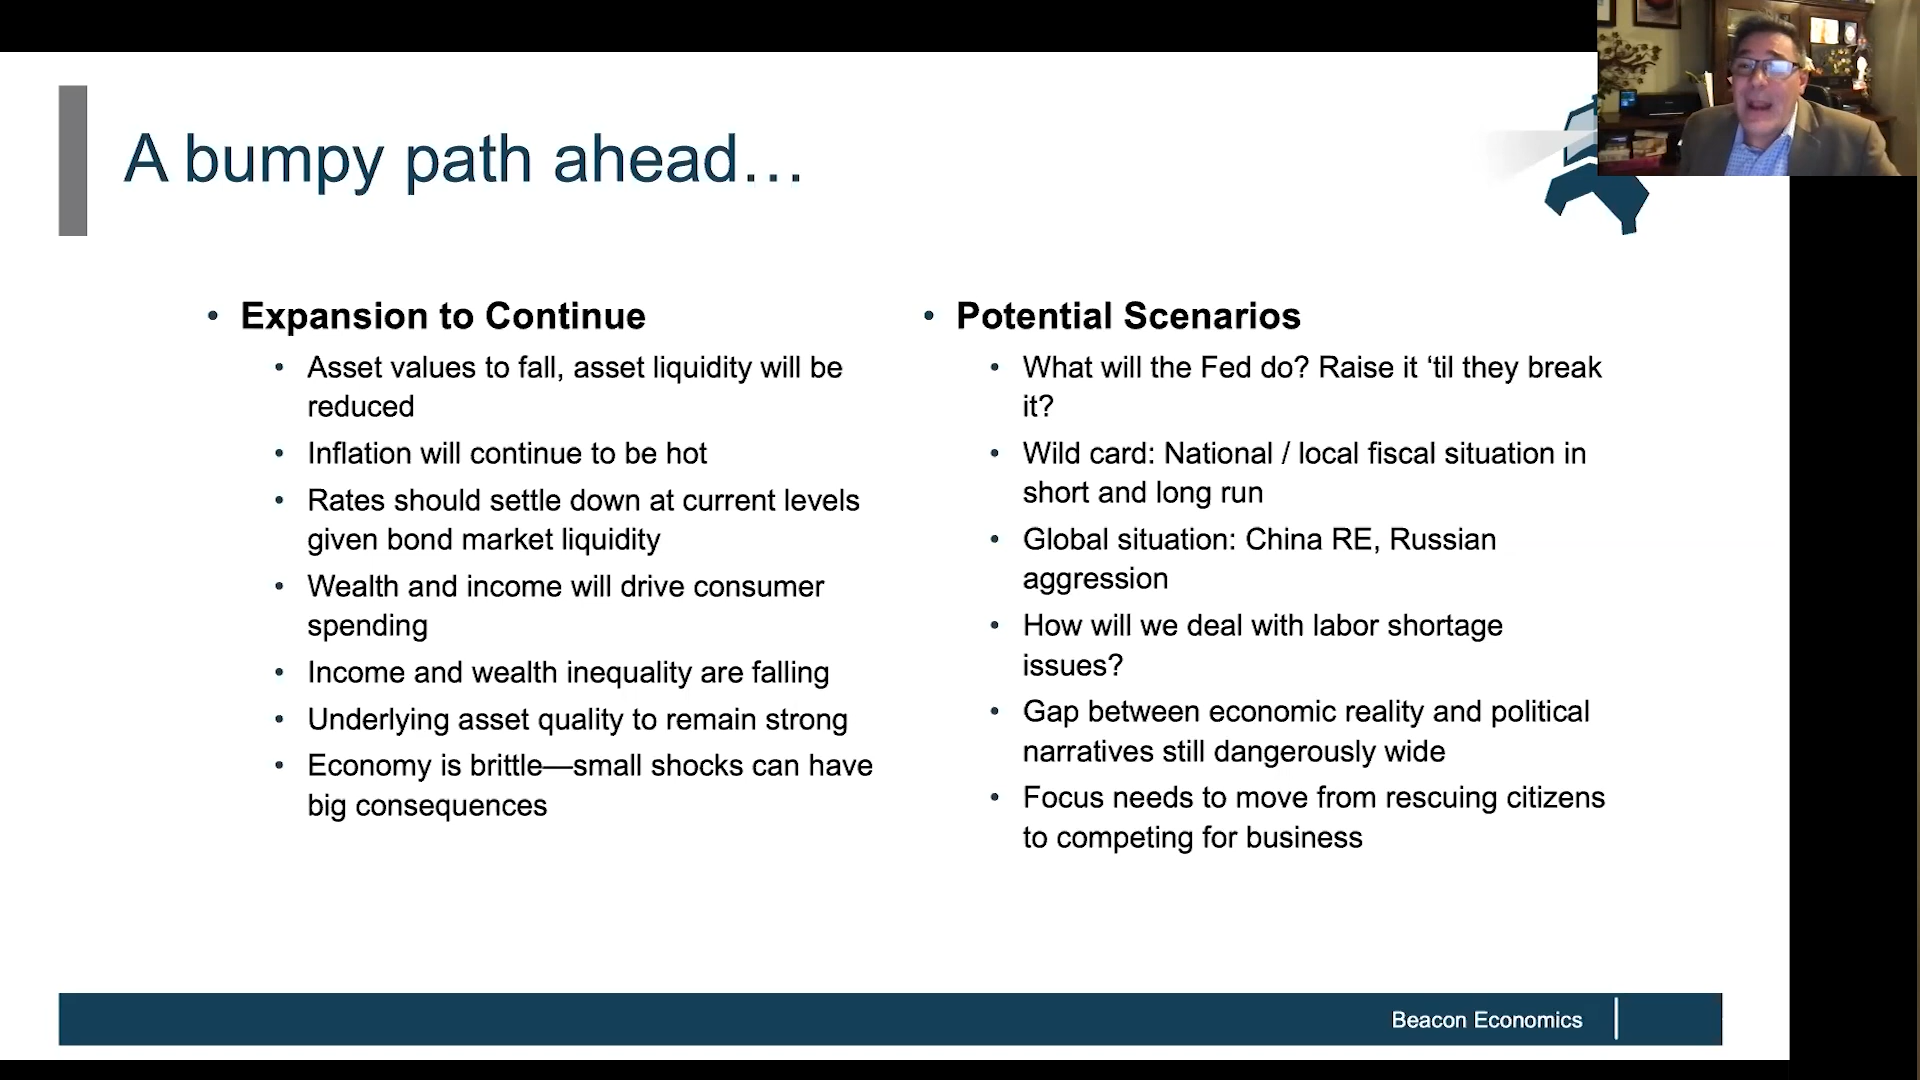 A bumpy path ahead…
• Expansion to Continue
• Asset values to fall, asset liquidity will be
reduced
• Inflation will continue to be hot
• Rates should settle down at current levels
given bond market liquidity
• Wealth and income will drive consumer
spending
• Income and wealth inequality are falling
• Underlying asset quality to remain strong
• Economy is brittle—small shocks can have
big consequences
• Potential Scenarios
• What will the Fed do? Raise it ‘til they break
it?
• Wild card: National / local fiscal situation in
short and long run
• Global situation: China RE, Russian
aggression
• How will we deal with labor shortage
issues?
• Gap between economic reality and political
narratives still dangerously wide
• Focus needs to move from rescuing citizens
to competing for business
Beacon Economics